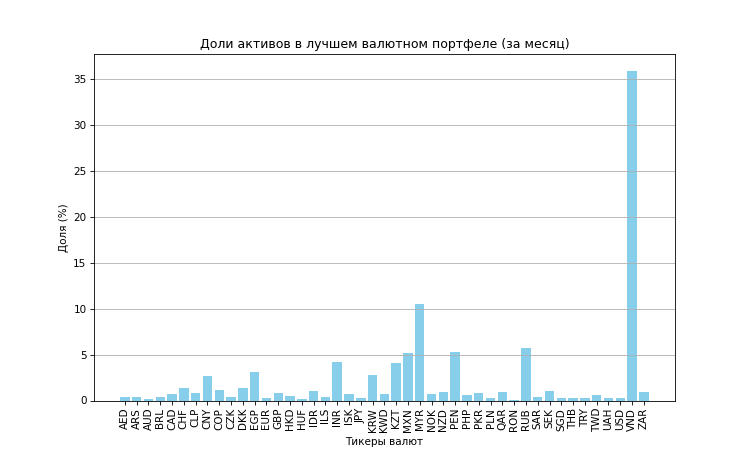 Доли активов в лучшем валютном портфеле (за месяц)
Доля (%)
35
30
25
20
15
10
5
0
AED ARS AUD BRL CAD CHF CLP CNY COP CZK DKK EGP EUR GBP HKD HUF IDR ILS INR ISK JPY KRW KWD KZT MXN MYR NOK NZD PEN PHP PKR PLN QAR RON RUB SAR SEK SGD THB TRY TWD UAH USD VND ZAR
Тикеры валют